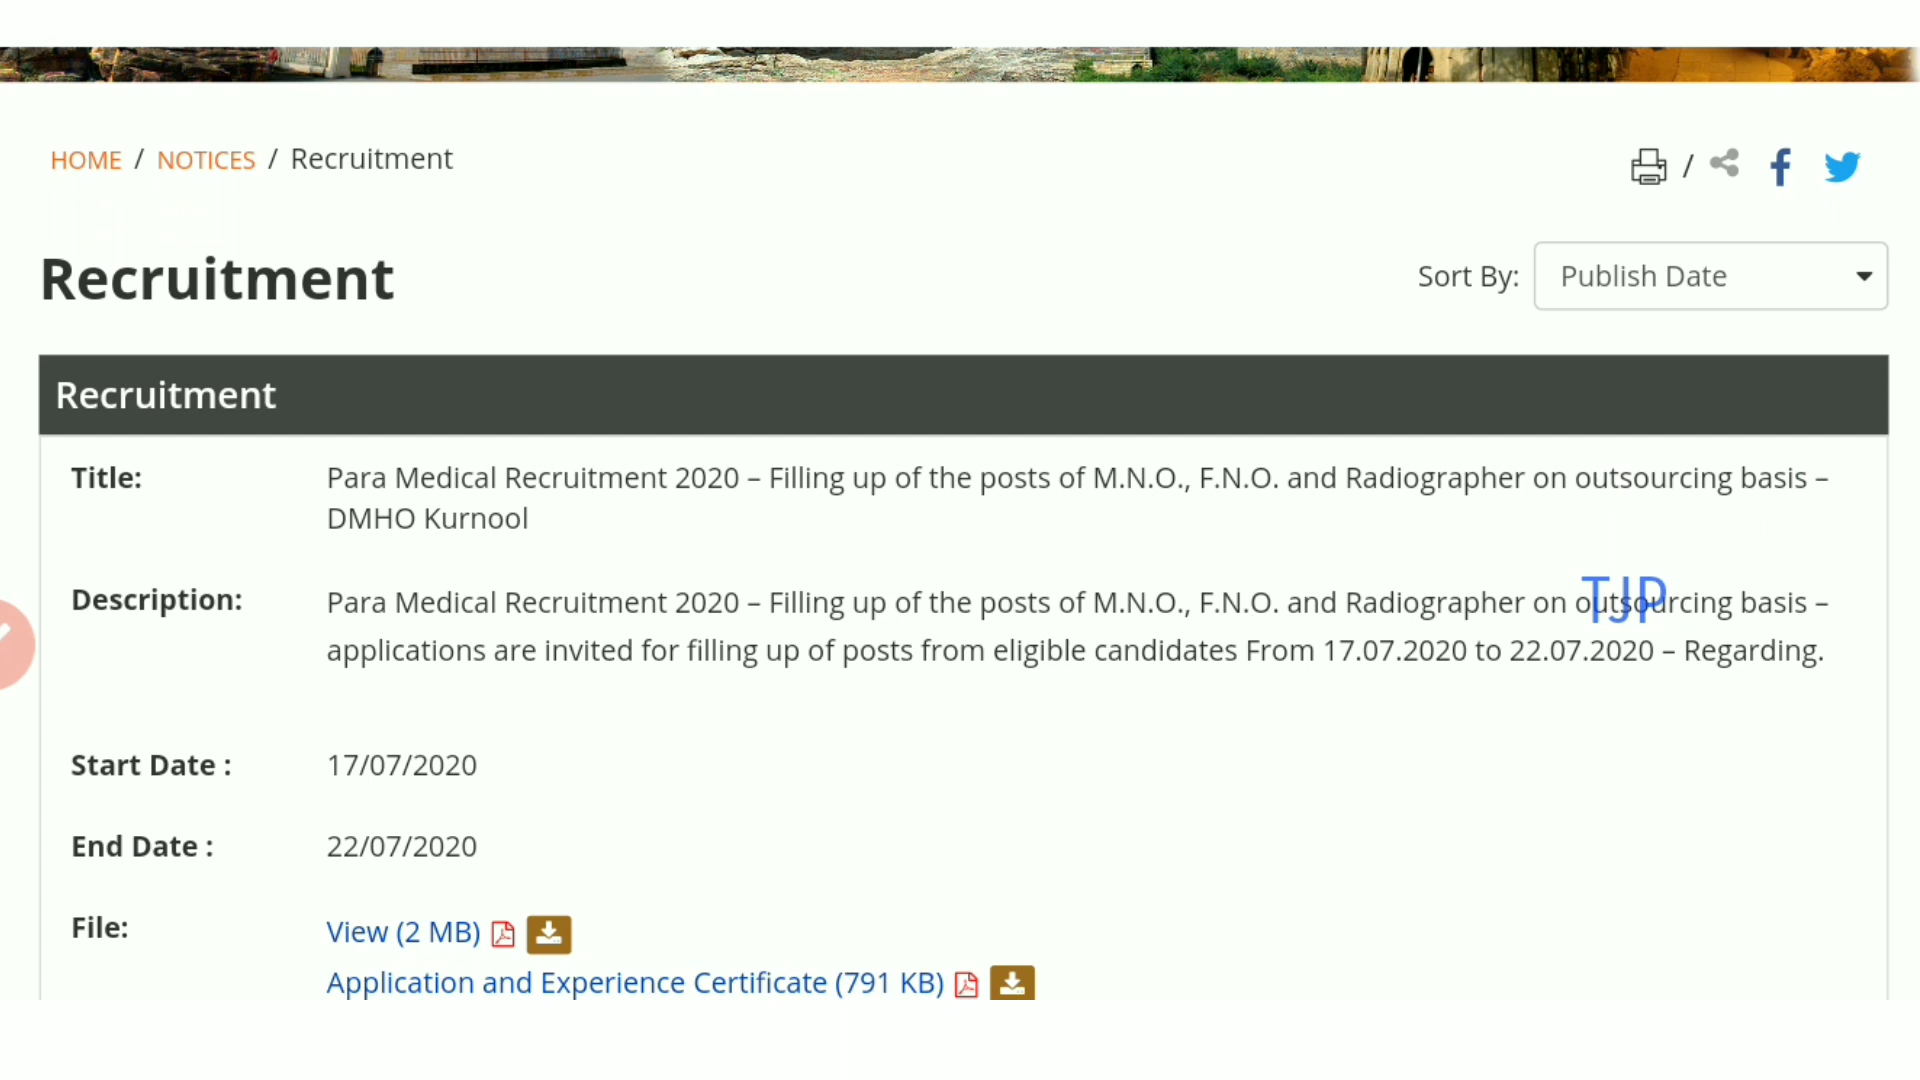 HOME / NOTICES / Recruitment
Recruitment
Sort By: Publish Date
Recruitment
Title: Para Medical Recruitment 2020 – Filling up of the posts of M.N.O., F.N.O. and Radiographer on outsourcing basis –
DMHO Kurnool
Description: Para Medical Recruitment 2020 – Filling up of the posts of M.N.O., F.N.O. and Radiographer on outsourcing basis –
TJP
applications are invited for filling up of posts from eligible candidates From 17.07.2020 to 22.07.2020 – Regarding.
Start Date : 17/07/2020
End Date : 22/07/2020
File: View (2 MB)
Application and Experience Certificate (791 KB)